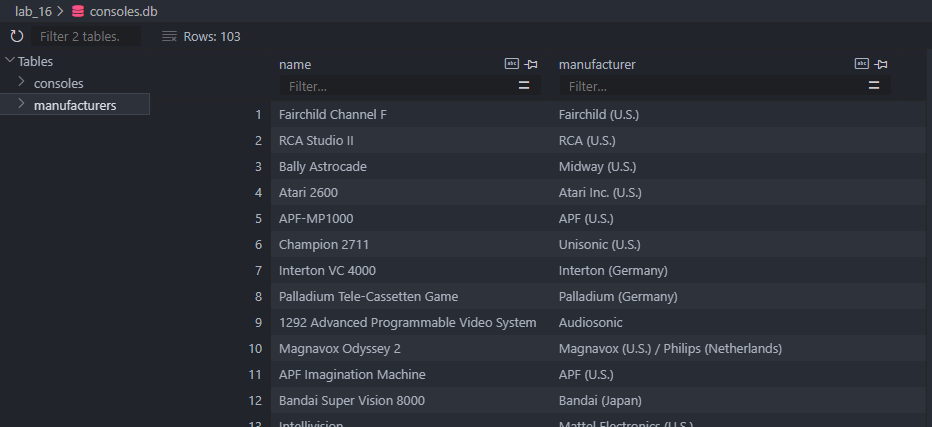 lab_16 > consoles.db
Filter 2 tables.
Rows: 103
Tables
consoles
manufacturers
name manufacturer
Filter... Filter...
1 Fairchild Channel F Fairchild (U.S.)
2 RCA Studio II RCA (U.S.)
3 Bally Astrocade Midway (U.S.)
4 Atari 2600 Atari Inc. (U.S.)
5 APF-MP1000 APF (U.S.)
6 Champion 2711 Unisonic (U.S.)
7 Interton VC 4000 Interton (Germany)
8 Palladium Tele-Cassetten Game Palladium (Germany)
9 1292 Advanced Programmable Video System Audiosonic
10 Magnavox Odyssey 2 Magnavox (U.S.) / Philips (Netherlands)
11 APF Imagination Machine APF (U.S.)
12 Bandai Super Vision 8000 Bandai (Japan)
13 Intellivision Mattel Electronics (U.S.)